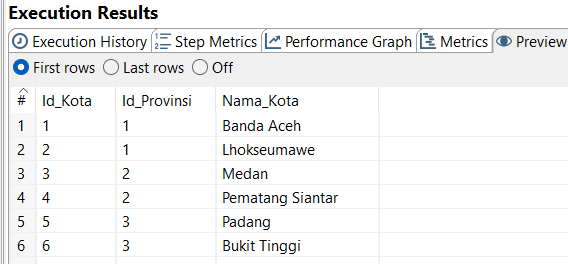 Execution Results
Execution History Step Metrics Performance Graph Metrics Preview
First rows Last rows Off
# Id_Kota Id_Provinsi Nama_Kota
1 1 1 Banda Aceh
2 2 1 Lhokseumawe
3 3 2 Medan
4 4 2 Pematang Siantar
5 5 3 Padang
6 6 3 Bukit Tinggi